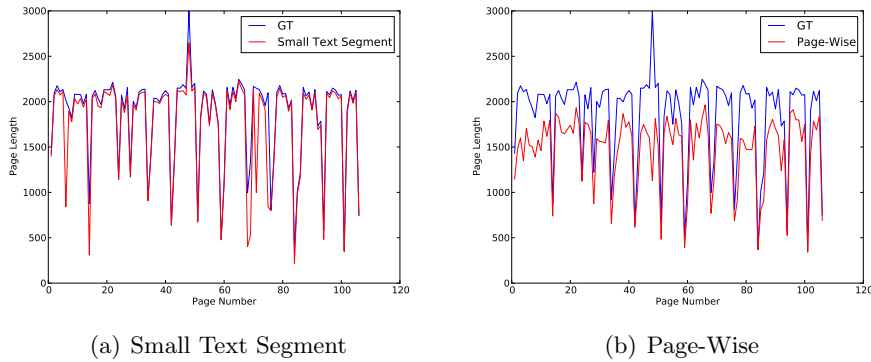 3000
2500
2000
1500
1000
500
0
0 20 40 60 80 100 120
Page Number
Page Length
GT
Small Text Segment
(a) Small Text Segment
3000
2500
2000
1500
1000
500
0
0 20 40 60 80 100 120
Page Number
Page Length
GT
Page-Wise
(b) Page-Wise